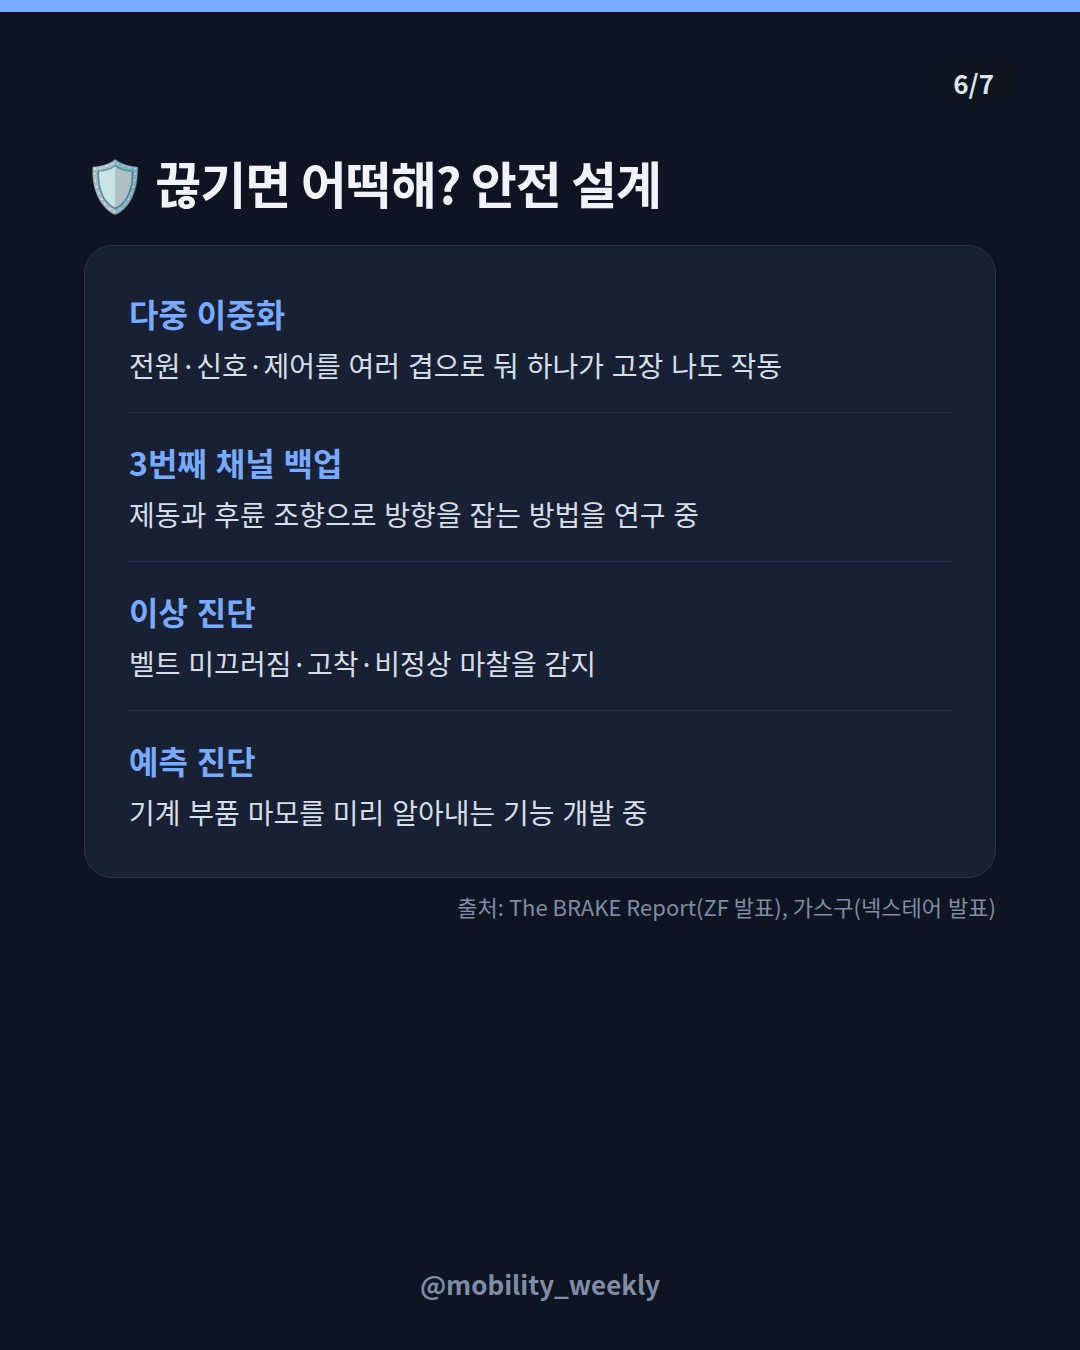 6/7
🛡️ 끊기면 어떡해? 안전 설계
다중 이중화
전원·신호·제어를 여러 겹으로 둬 하나가 고장 나도 작동
3번째 채널 백업
제동과 후륜 조향으로 방향을 잡는 방법을 연구 중
이상 진단
벨트 미끄러짐·고착·비정상 마찰을 감지
예측 진단
기계 부품 마모를 미리 알아내는 기능 개발 중
출처: The BRAKE Report(ZF 발표), 가스구(넥스테어 발표)
@mobility_weekly